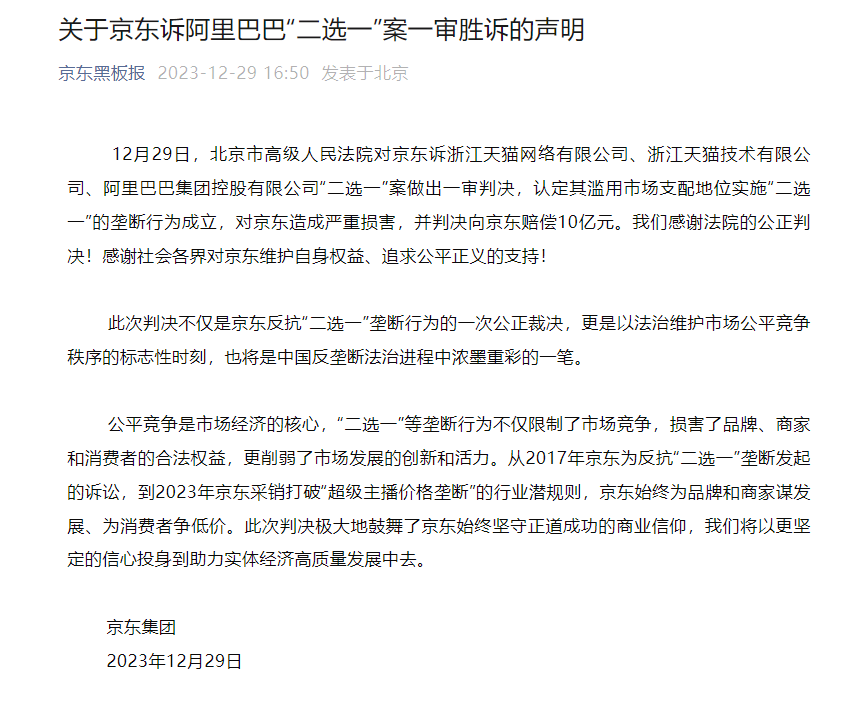 关于京东诉阿里巴巴“二选一”案一审胜诉的声明
京东黑板报 2023-12-29 16:50 发表于北京
12月29日，北京市高级人民法院对京东诉浙江天猫网络有限公司、浙江天猫技术有限公
司、阿里巴巴集团控股有限公司“二选一”案做出一审判决，认定其滥用市场支配地位实施“二选
一”的垄断行为成立，对京东造成严重损害，并判决向京东赔偿10亿元。我们感谢法院的公正判
决！感谢社会各界对京东维护自身权益、追求公平正义的支持！
此次判决不仅是京东反抗“二选一”垄断行为的一次公正裁决，更是以法治维护市场公平竞争
秩序的标志性时刻，也将是中国反垄断法治进程中浓墨重彩的一笔。
公平竞争是市场经济的核心，“二选一”等垄断行为不仅限制了市场竞争，损害了品牌、商家
和消费者的合法权益，更削弱了市场发展的创新和活力。从2017年京东为反抗“二选一”垄断发起
的诉讼，到2023年京东采销打破“超级主播价格垄断”的行业潜规则，京东始终为品牌和商家谋发
展、为消费者争低价。此次判决极大地鼓舞了京东始终坚守正道成功的商业信仰，我们将以更坚
定的信心投身到助力实体经济高质量发展中去。
京东集团
2023年12月29日